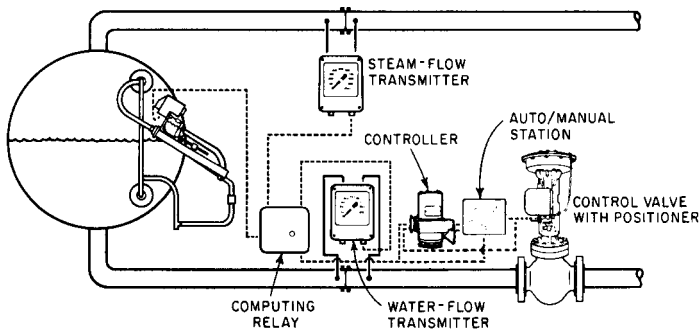 STEAM-FLOW
TRANSMITTER
AUTO/MANUAL
STATION
CONTROLLER
CONTROL VALVE
WITH POSITIONER
COMPUTING
RELAY
WATER-FLOW
TRANSMITTER